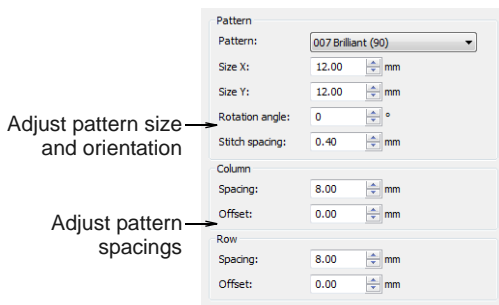 Pattern
Pattern: 007 Brilliant (90)
Size X: 12.00 mm
Size Y: 12.00 mm
Rotation angle: 0 °
Stitch spacing: 0.40 mm
Adjust pattern size
and orientation
Column
Spacing: 8.00 mm
Offset: 0.00 mm
Adjust pattern
spacings
Row
Spacing: 8.00 mm
Offset: 0.00 mm